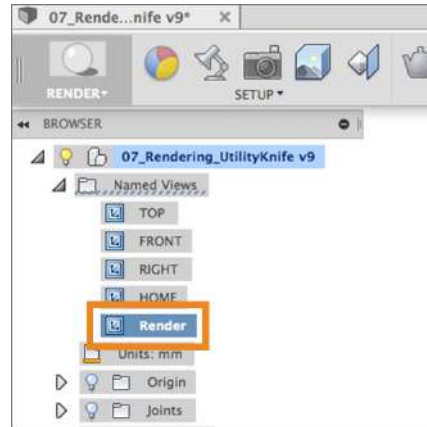 07_Rende...nife v9*
RENDER
SETUP
BROWSER
07_Rendering_UtilityKnife v9
Named Views
TOP
FRONT
RIGHT
HOME
Render
Units: mm
Origin
Joints